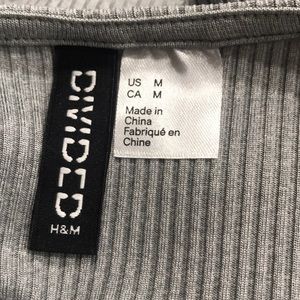 DIVIDED
H&M
US M
CA M
Made in
China
Fabriqué en
Chine